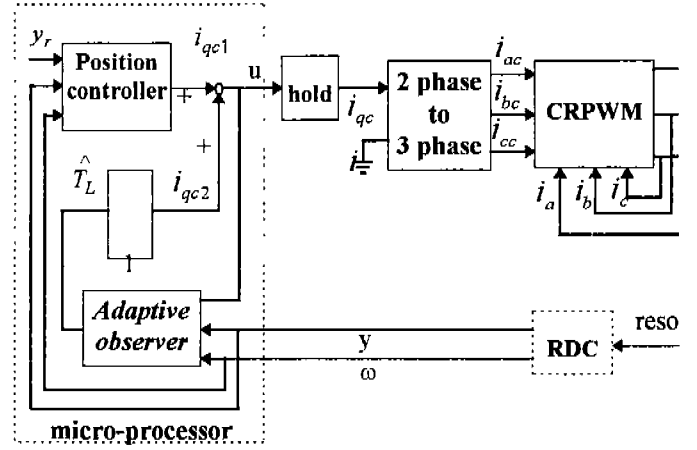 y_r
i_qc1
Position
controller
+
u
hold
i_qc
2 phase
to
3 phase
i
i_ac
i_bc
i_cc
CRPWM
i_a
i_b
i_c
+
^
T_L
i_qc2
1
Adaptive
observer
y
ω
RDC
reso
micro-processor